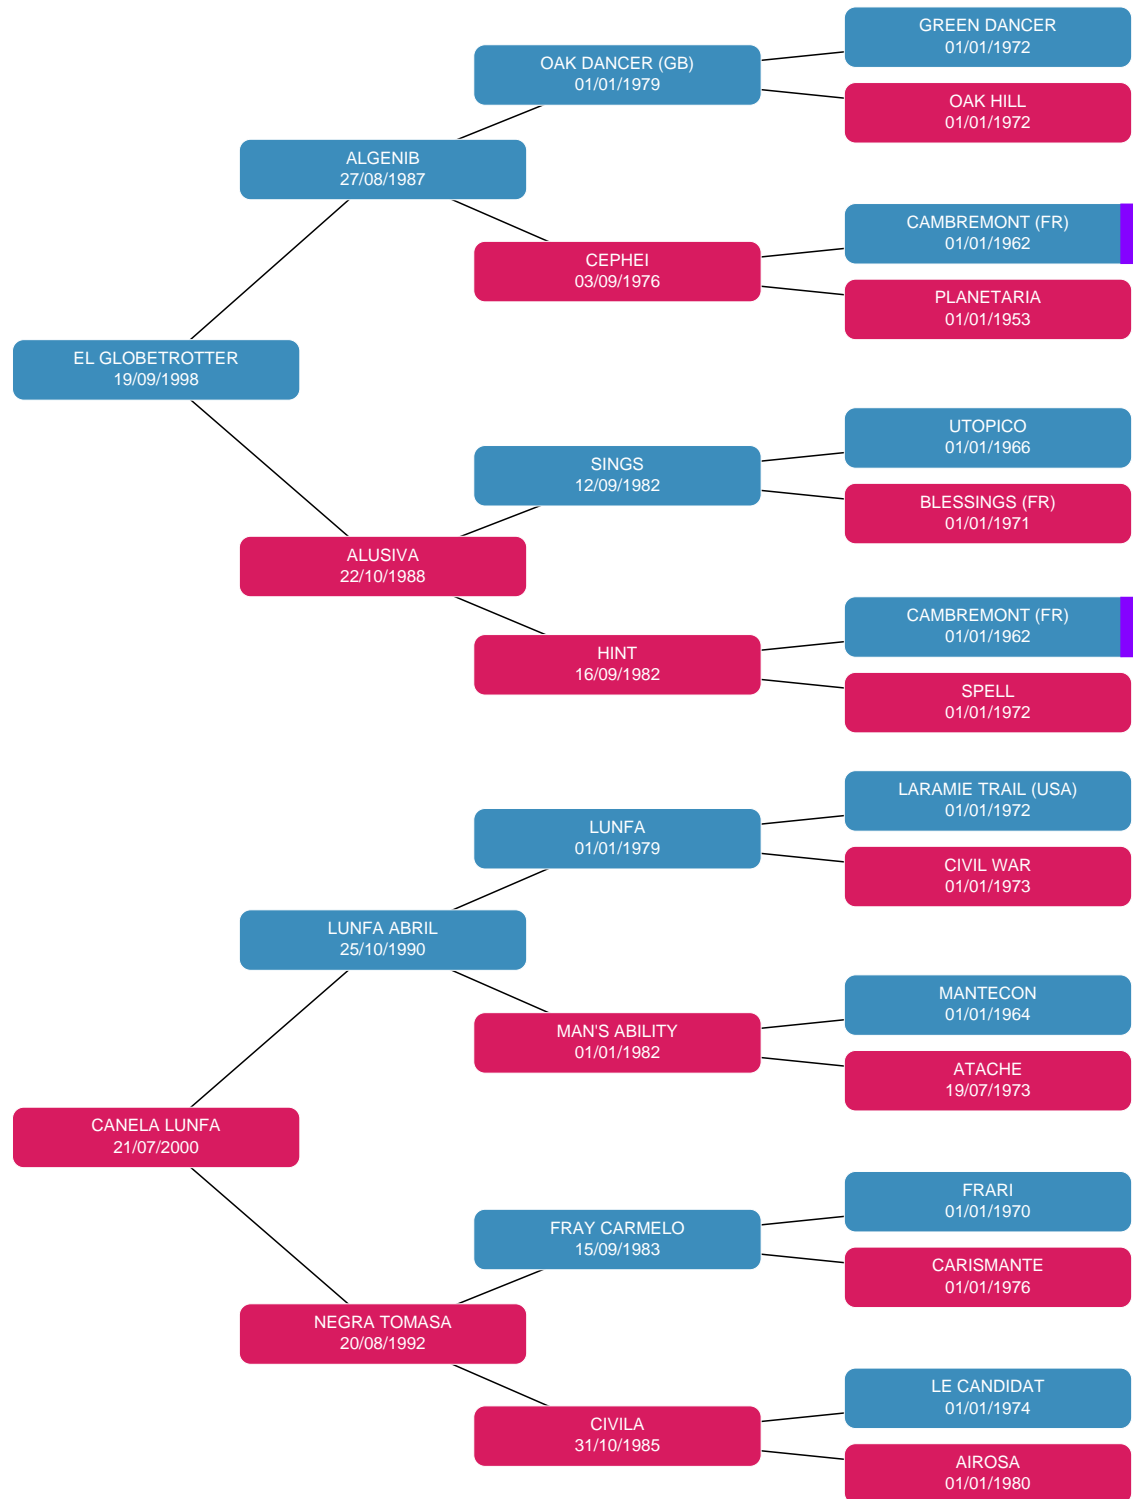 GREEN DANCER
01/01/1972
OAK DANCER (GB)
01/01/1979
OAK HILL
01/01/1972
ALGENIB
27/08/1987
CAMBREMONT (FR)
01/01/1962
CEPHEI
03/09/1976
PLANETARIA
01/01/1953
EL GLOBETROTTER
19/09/1998
UTOPICO
01/01/1966
SINGS
12/09/1982
BLESSINGS (FR)
01/01/1971
ALUSIVA
22/10/1988
CAMBREMONT (FR)
01/01/1962
HINT
16/09/1982
SPELL
01/01/1972
LARAMIE TRAIL (USA)
01/01/1972
LUNFA
01/01/1979
CIVIL WAR
01/01/1973
LUNFA ABRIL
25/10/1990
MANTECON
01/01/1964
MAN'S ABILITY
01/01/1982
ATACHE
19/07/1973
CANELA LUNFA
21/07/2000
FRARI
01/01/1970
FRAY CARMELO
15/09/1983
CARISMANTE
01/01/1976
NEGRA TOMASA
20/08/1992
LE CANDIDAT
01/01/1974
CIVILA
31/10/1985
AIROSA
01/01/1980